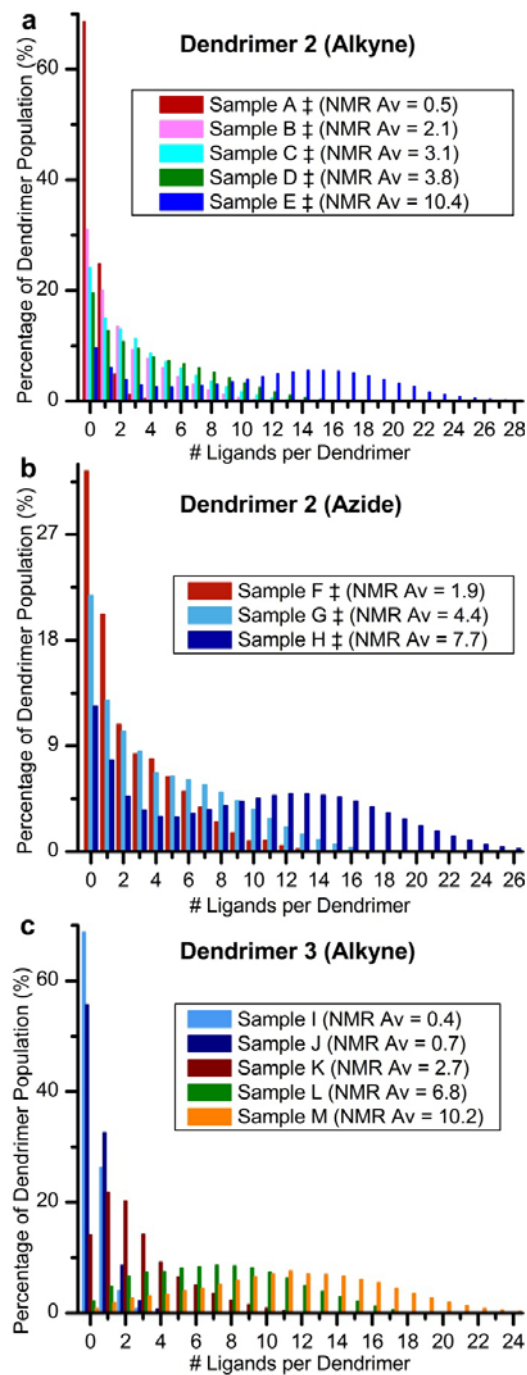 a
Dendrimer 2 (Alkyne)
Percentage of Dendrimer Population (%)
60
40
20
0
Sample A ‡ (NMR Av = 0.5)
Sample B ‡ (NMR Av = 2.1)
Sample C ‡ (NMR Av = 3.1)
Sample D ‡ (NMR Av = 3.8)
Sample E ‡ (NMR Av = 10.4)
0 2 4 6 8 10 12 14 16 18 20 22 24 26 28
# Ligands per Dendrimer
b
Dendrimer 2 (Azide)
Percentage of Dendrimer Population (%)
27
18
9
0
Sample F ‡ (NMR Av = 1.9)
Sample G ‡ (NMR Av = 4.4)
Sample H ‡ (NMR Av = 7.7)
0 2 4 6 8 10 12 14 16 18 20 22 24 26
# Ligands per Dendrimer
c
Dendrimer 3 (Alkyne)
Percentage of Dendrimer Population (%)
60
40
20
0
Sample I (NMR Av = 0.4)
Sample J (NMR Av = 0.7)
Sample K (NMR Av = 2.7)
Sample L (NMR Av = 6.8)
Sample M (NMR Av = 10.2)
0 2 4 6 8 10 12 14 16 18 20 22 24
# Ligands per Dendrimer